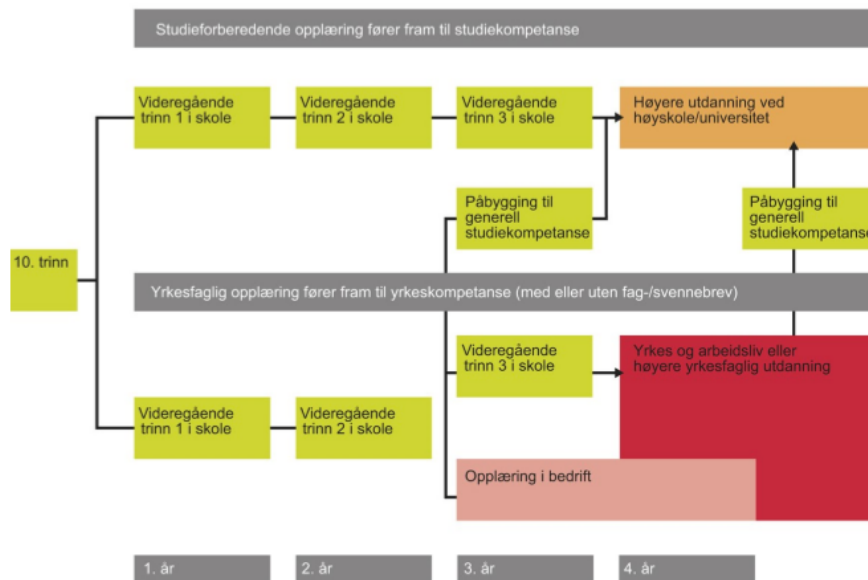 Studieforberedende opplæring fører fram til studiekompetanse
Videregående
trinn 1 i skole
Videregående
trinn 2 i skole
Videregående
trinn 3 i skole
Høyere utdanning ved
høyskole/universitet
Påbygging til
generell
studiekompetanse
Påbygging til
generell
studiekompetanse
10. trinn
Yrkesfaglig opplæring fører fram til yrkeskompetanse (med eller uten fag-/svennebrev)
Videregående
trinn 3 i skole
Yrkes og arbeidsliv eller
høyere yrkesfaglig utdanning
Videregående
trinn 1 i skole
Videregående
trinn 2 i skole
Opplæring i bedrift
1. år
2. år
3. år
4. år